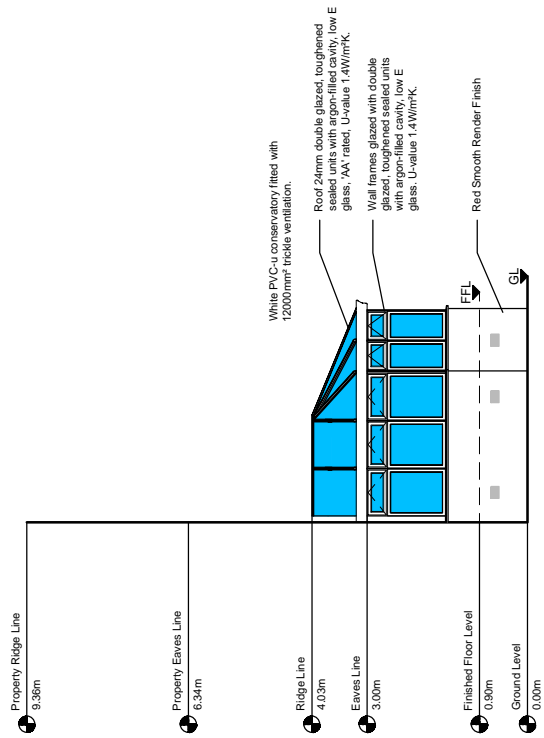 Property Ridge Line
9.36m
Property Eaves Line
6.34m
Ridge Line
4.03m
Eaves Line
3.00m
Finished Floor Level
0.90m
Ground Level
0.00m
White PVC-u conservatory fitted with
12000mm² trickle ventilation.
Roof 24mm double glazed, toughened
sealed units with argon-filled cavity, low E
glass, 'AA' rated, U-value 1.4W/m²K.
Wall frames glazed with double
glazed, toughened sealed units
with argon-filled cavity, low E
glass. U-value 1.4W/m²K.
FFL
Red Smooth Render Finish
GL